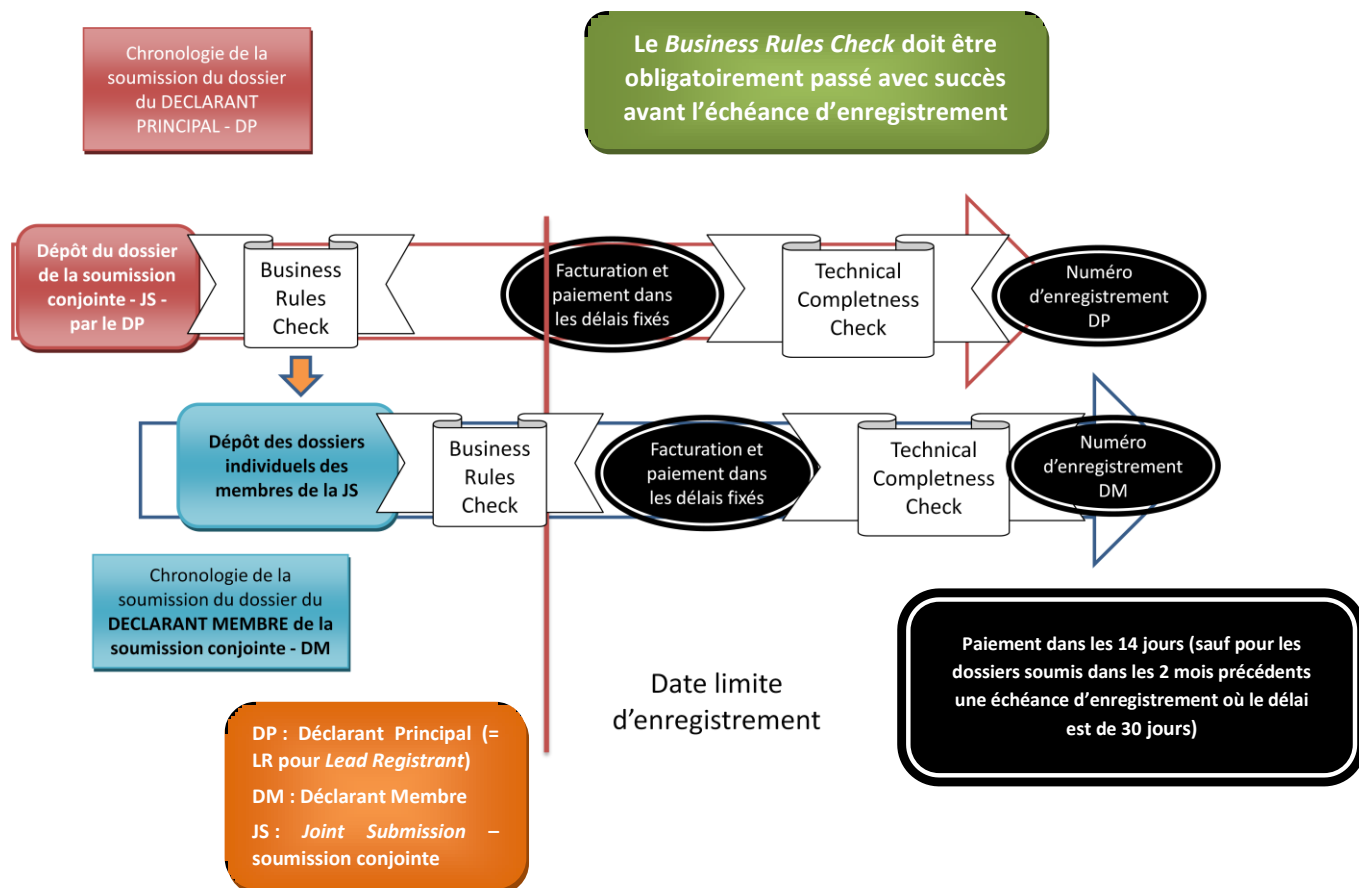 Chronologie de la
soumission du dossier
du DECLARANT
PRINCIPAL - DP
Le Business Rules Check doit être
obligatoirement passé avec succès
avant l'échéance d'enregistrement
Dépôt du dossier
de la soumission
conjointe - JS -
par le DP
Business
Rules
Check
Facturation et
paiement dans
les délais fixés
Technical
Completness
Check
Numéro
d'enregistrement
DP
Dépôt des dossiers
individuels des
membres de la JS
Business
Rules
Check
Facturation et
paiement dans
les délais fixés
Technical
Completness
Check
Numéro
d'enregistrement
DM
Chronologie de la
soumission du dossier du
DECLARANT MEMBRE de la
soumission conjointe - DM
Date limite
d'enregistrement
Paiement dans les 14 jours (sauf pour les
dossiers soumis dans les 2 mois précédents
une échéance d'enregistrement où le délai
est de 30 jours)
DP : Déclarant Principal (=
LR pour Lead Registrant)
DM : Déclarant Membre
JS : Joint Submission –
soumission conjointe